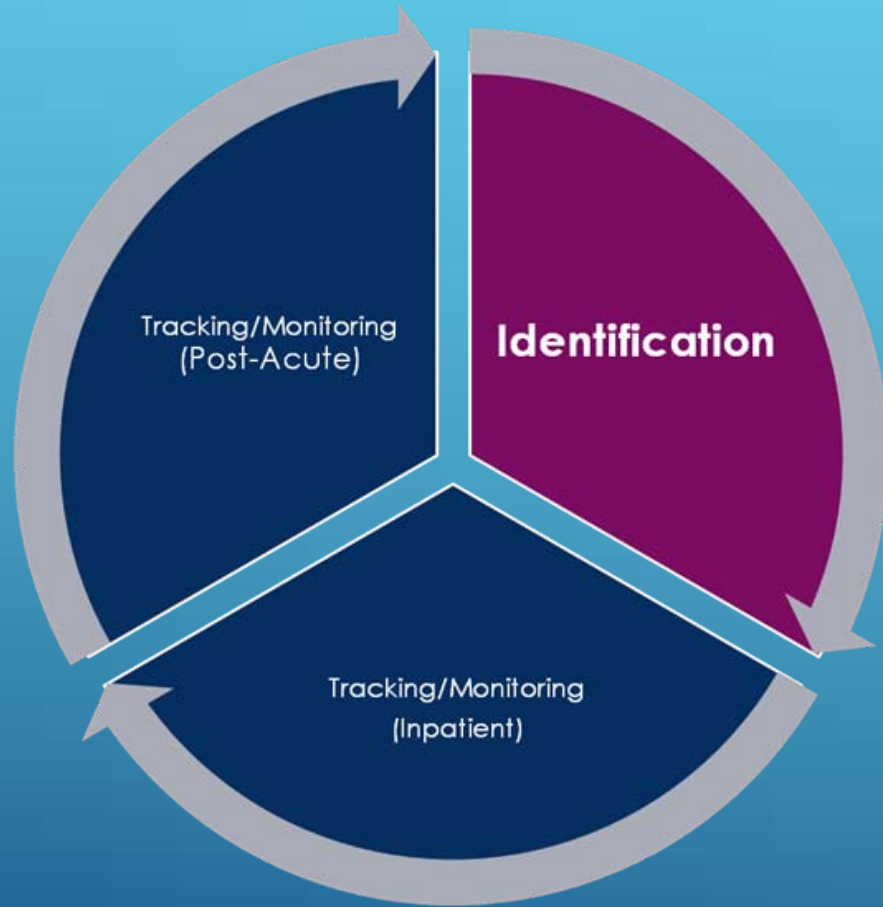 Tracking/Monitoring
(Post-Acute)
Identification
Tracking/Monitoring
(Inpatient)